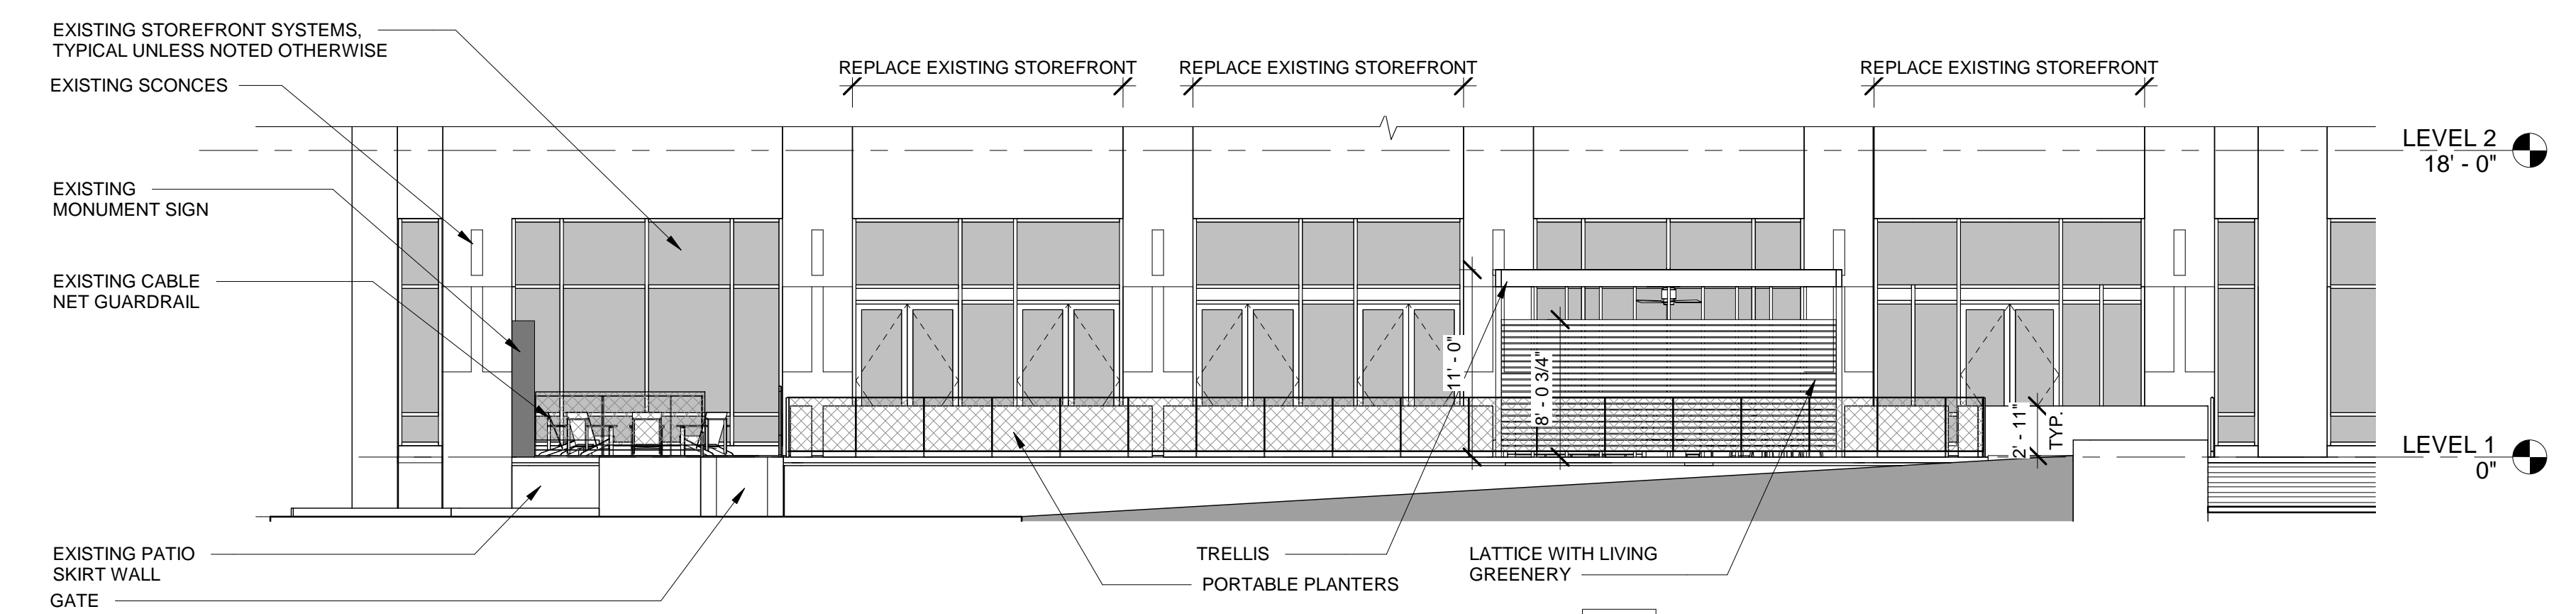 EXISTING STOREFRONT SYSTEMS,
TYPICAL UNLESS NOTED OTHERWISE
EXISTING SCONCES
REPLACE EXISTING STOREFRONT
REPLACE EXISTING STOREFRONT
REPLACE EXISTING STOREFRONT
LEVEL 2
18' - 0"
EXISTING
MONUMENT SIGN
EXISTING CABLE
NET GUARDRAIL
11' - 0"
8' - 0 3/4"
2' - 11"
TYP.
LEVEL 1
0"
EXISTING PATIO
SKIRT WALL
GATE
TRELLIS
PORTABLE PLANTERS
LATTICE WITH LIVING
GREENERY